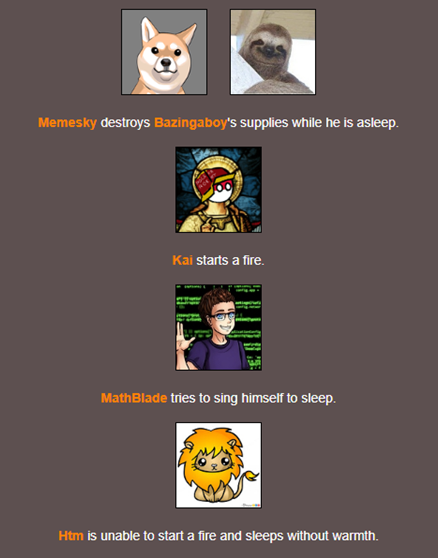 Memesky destroys Bazingaboy's supplies while he is asleep.
Kai starts a fire.
MathBlade tries to sing himself to sleep.
Htm is unable to start a fire and sleeps without warmth.